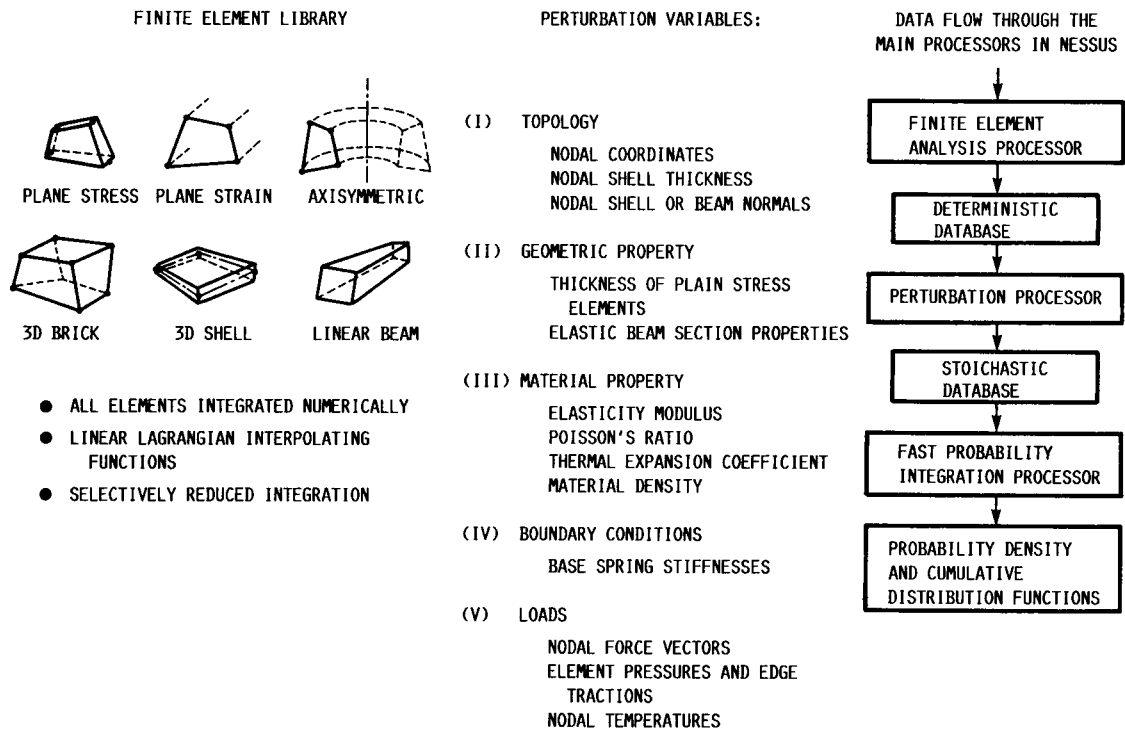 FINITE ELEMENT LIBRARY
PLANE STRESS
PLANE STRAIN
AXISYMMETRIC
3D BRICK
3D SHELL
LINEAR BEAM
● ALL ELEMENTS INTEGRATED NUMERICALLY
● LINEAR LAGRANGIAN INTERPOLATING
FUNCTIONS
● SELECTIVELY REDUCED INTEGRATION
PERTURBATION VARIABLES:
(I) TOPOLOGY
NODAL COORDINATES
NODAL SHELL THICKNESS
NODAL SHELL OR BEAM NORMALS
(II) GEOMETRIC PROPERTY
THICKNESS OF PLAIN STRESS
ELEMENTS
ELASTIC BEAM SECTION PROPERTIES
(III) MATERIAL PROPERTY
ELASTICITY MODULUS
POISSON'S RATIO
THERMAL EXPANSION COEFFICIENT
MATERIAL DENSITY
(IV) BOUNDARY CONDITIONS
BASE SPRING STIFFNESSES
(V) LOADS
NODAL FORCE VECTORS
ELEMENT PRESSURES AND EDGE
TRACTIONS
NODAL TEMPERATURES
DATA FLOW THROUGH THE
MAIN PROCESSORS IN NESSUS
FINITE ELEMENT
ANALYSIS PROCESSOR
DETERMINISTIC
DATABASE
PERTURBATION PROCESSOR
STOICHASTIC
DATABASE
FAST PROBABILITY
INTEGRATION PROCESSOR
PROBABILITY DENSITY
AND CUMULATIVE
DISTRIBUTION FUNCTIONS